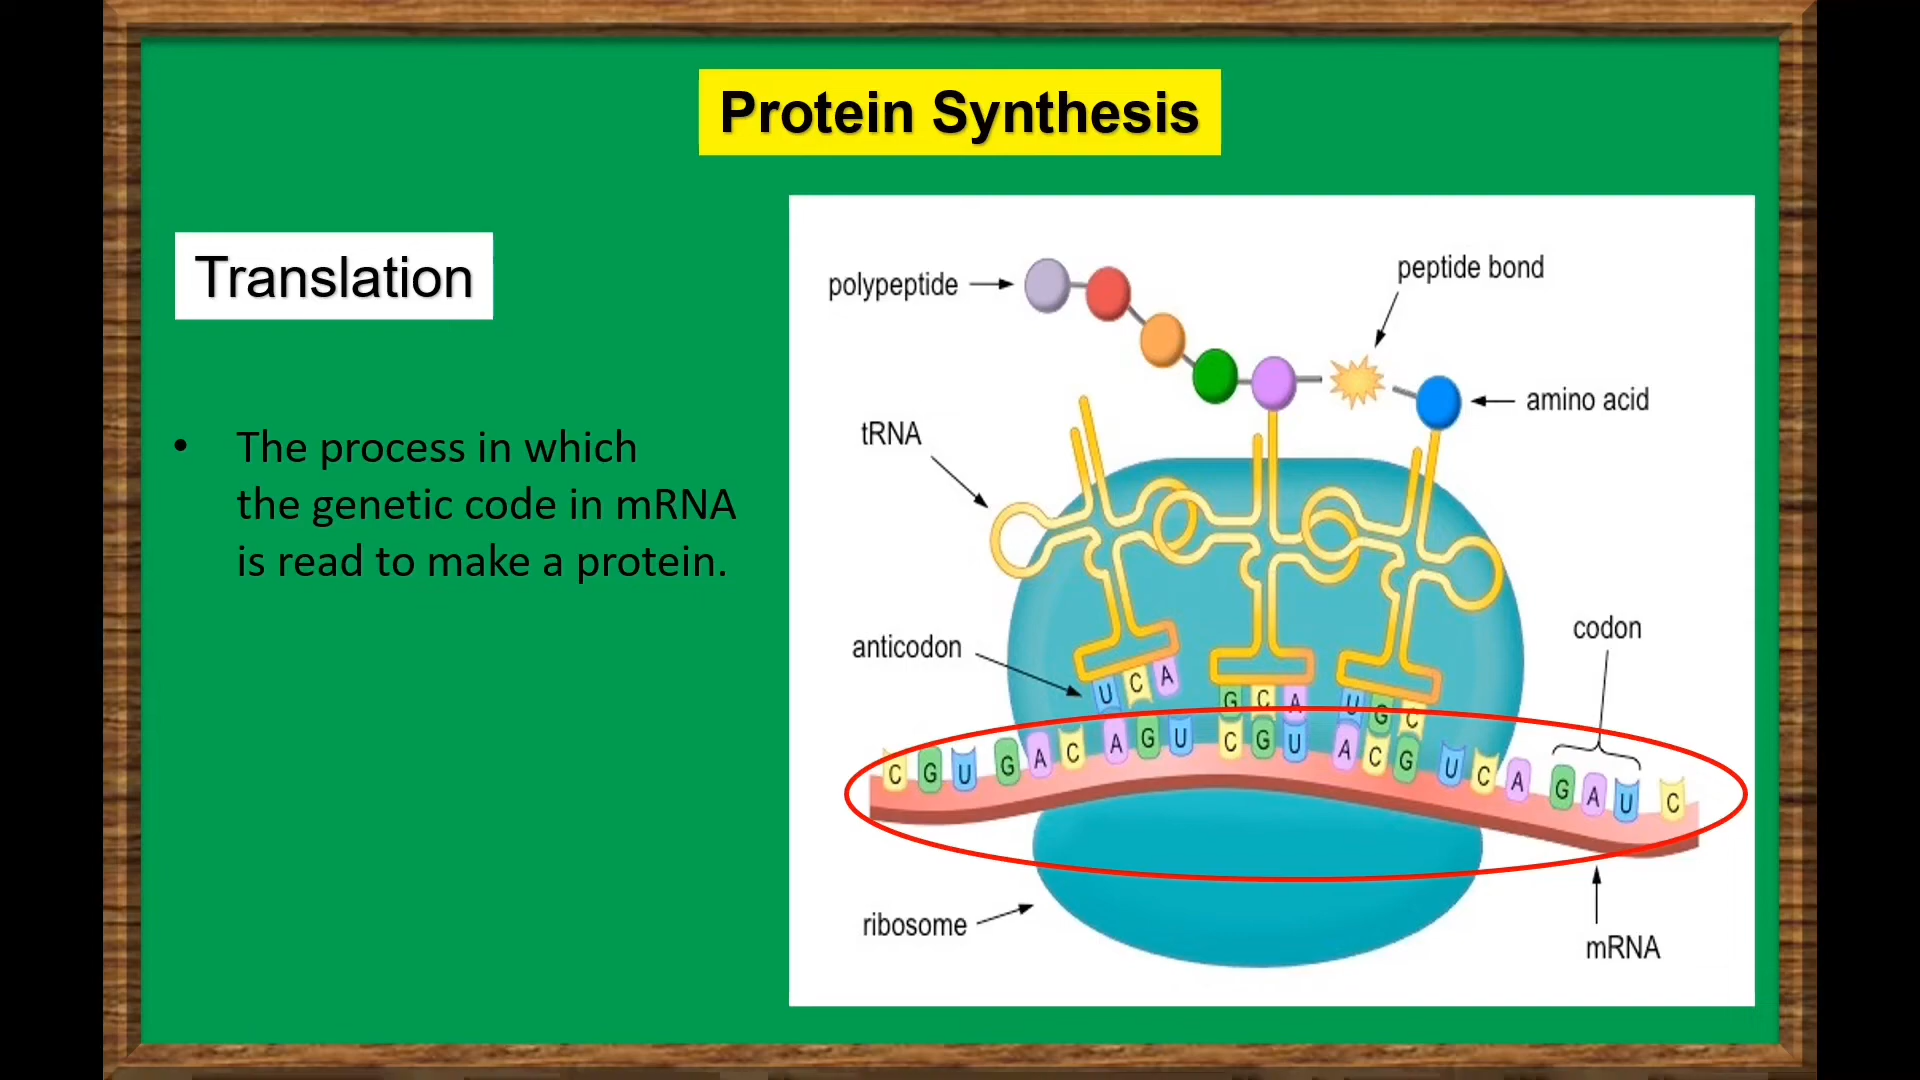 Protein Synthesis
Translation
• The process in which
the genetic code in mRNA
is read to make a protein.
polypeptide
peptide bond
amino acid
tRNA
codon
anticodon
U C A
G C A
U G C
C G U G A C A G U C G U A C G U C A G A U C
ribosome
mRNA